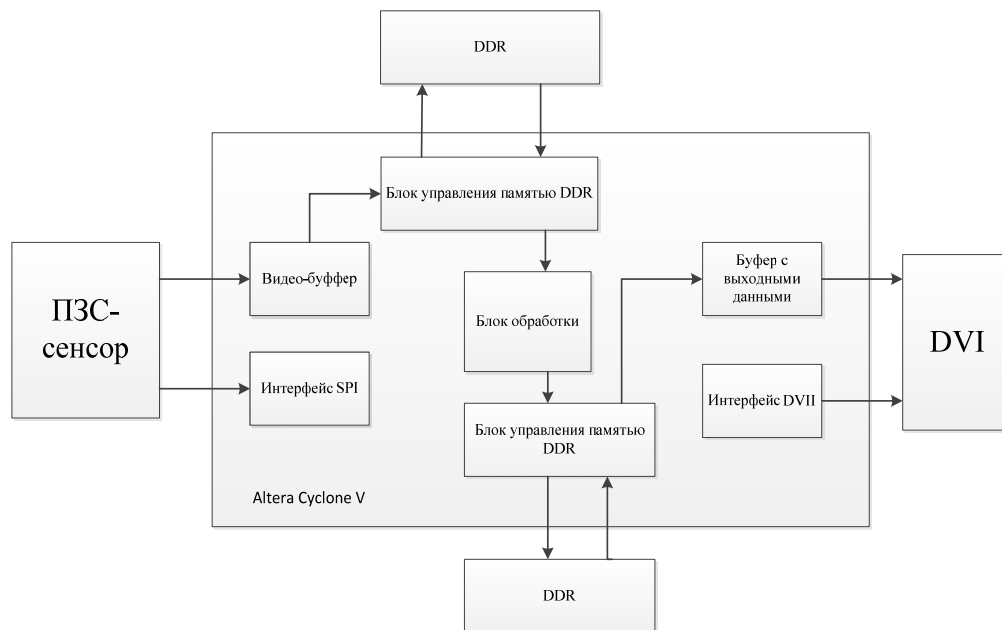 DDR
Блок управления памятью DDR
Видео-буффер
Буфер с
выходными
данными
ПЗС-
сенсор
Блок обработки
DVI
Интерфейс SPI
Интерфейс DVII
Блок управления памятью
DDR
Altera Cyclone V
DDR